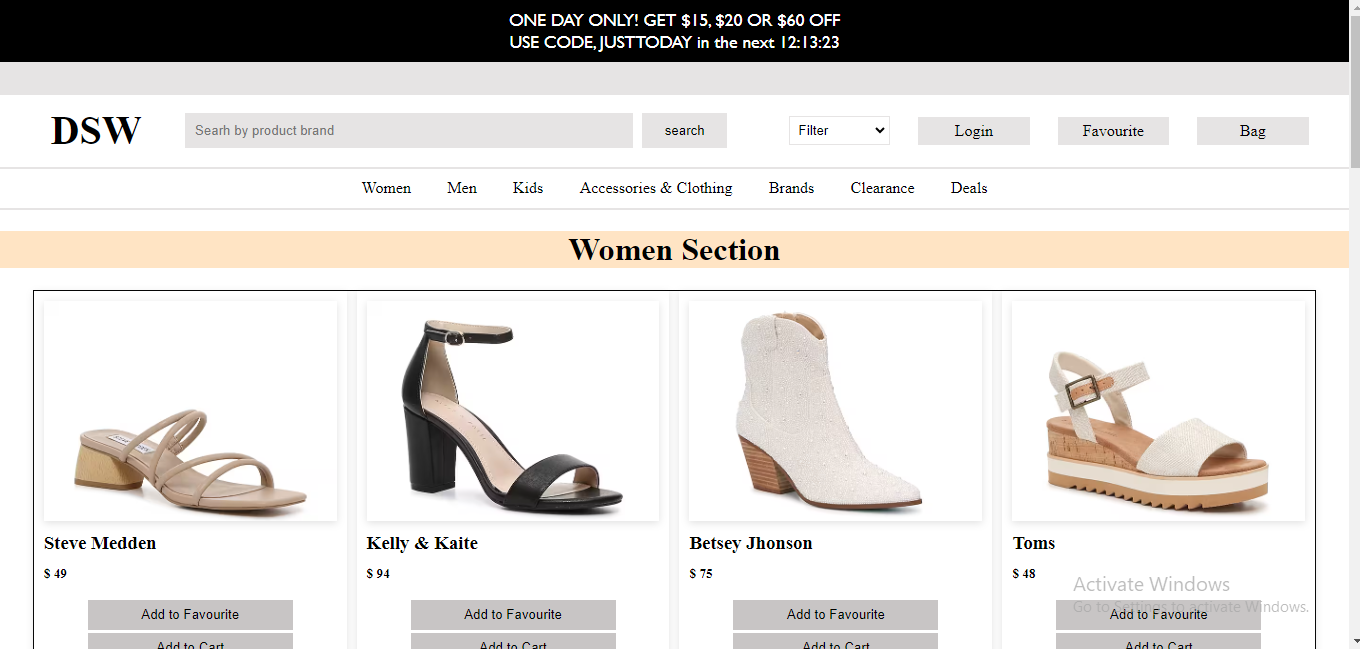 ONE DAY ONLY! GET $15, $20 OR $60 OFF
USE CODE, JUSTTODAY in the next 12:13:23
DSW
Searh by product brand
search
Filter
Login
Favourite
Bag
Women
Men
Kids
Accessories & Clothing
Brands
Clearance
Deals
Women Section
Steve Medden
Kelly & Kaite
Betsey Jhonson
Toms
$ 49
$ 94
$ 75
$ 48
Activate Windows
Go to Settings to activate Windows.
Add to Favourite
Add to Favourite
Add to Favourite
Add to Favourite
Add to Cart
Add to Cart
Add to Cart
Add to Cart